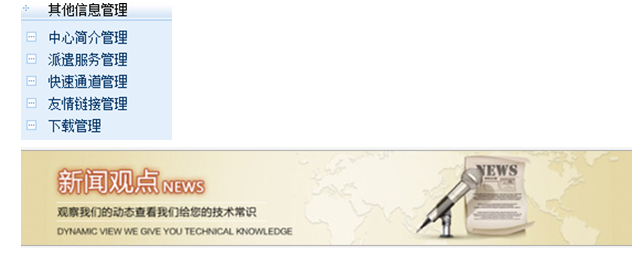 其他信息管理
中心简介管理
派遣服务管理
快速通道管理
友情链接管理
下载管理
新闻观点 NEWS
观察我们的动态查看我们给您的技术常识
DYNAMIC VIEW WE GIVE YOU TECHNICAL KNOWLEDGE
NEWS